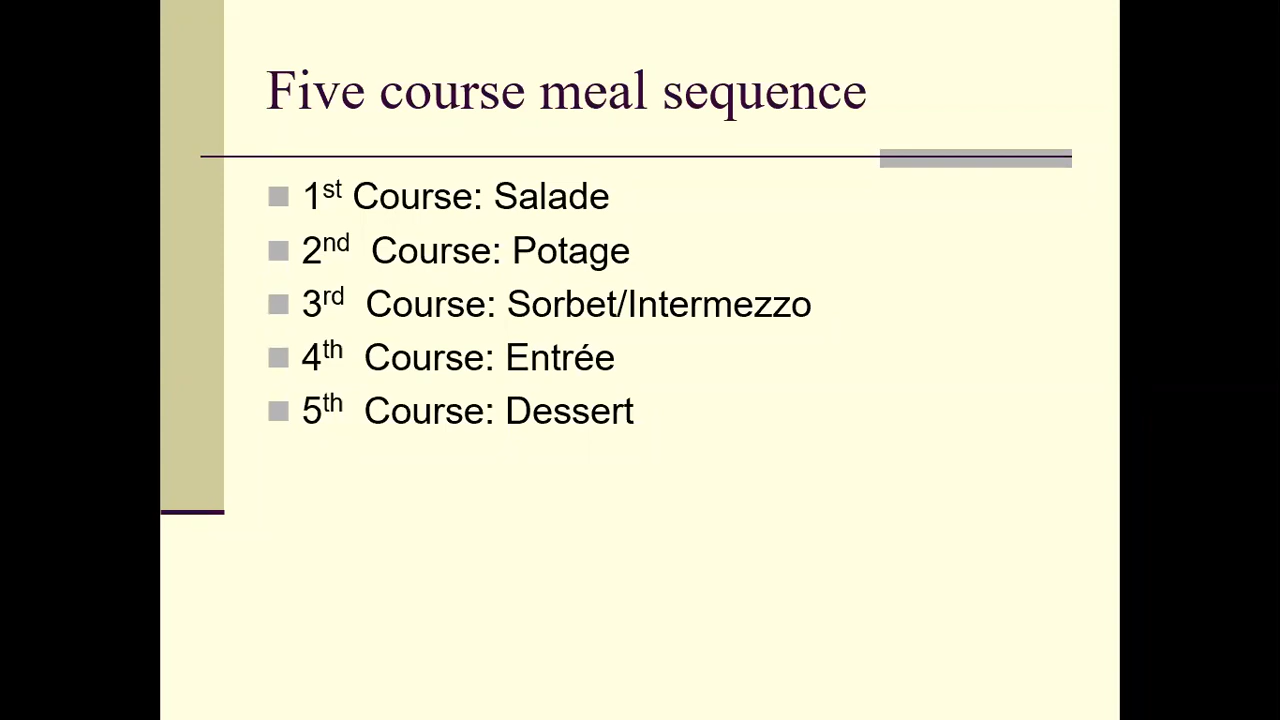 Five course meal sequence
1st Course: Salade
2nd Course: Potage
3rd Course: Sorbet/Intermezzo
4th Course: Entrée
5th Course: Dessert